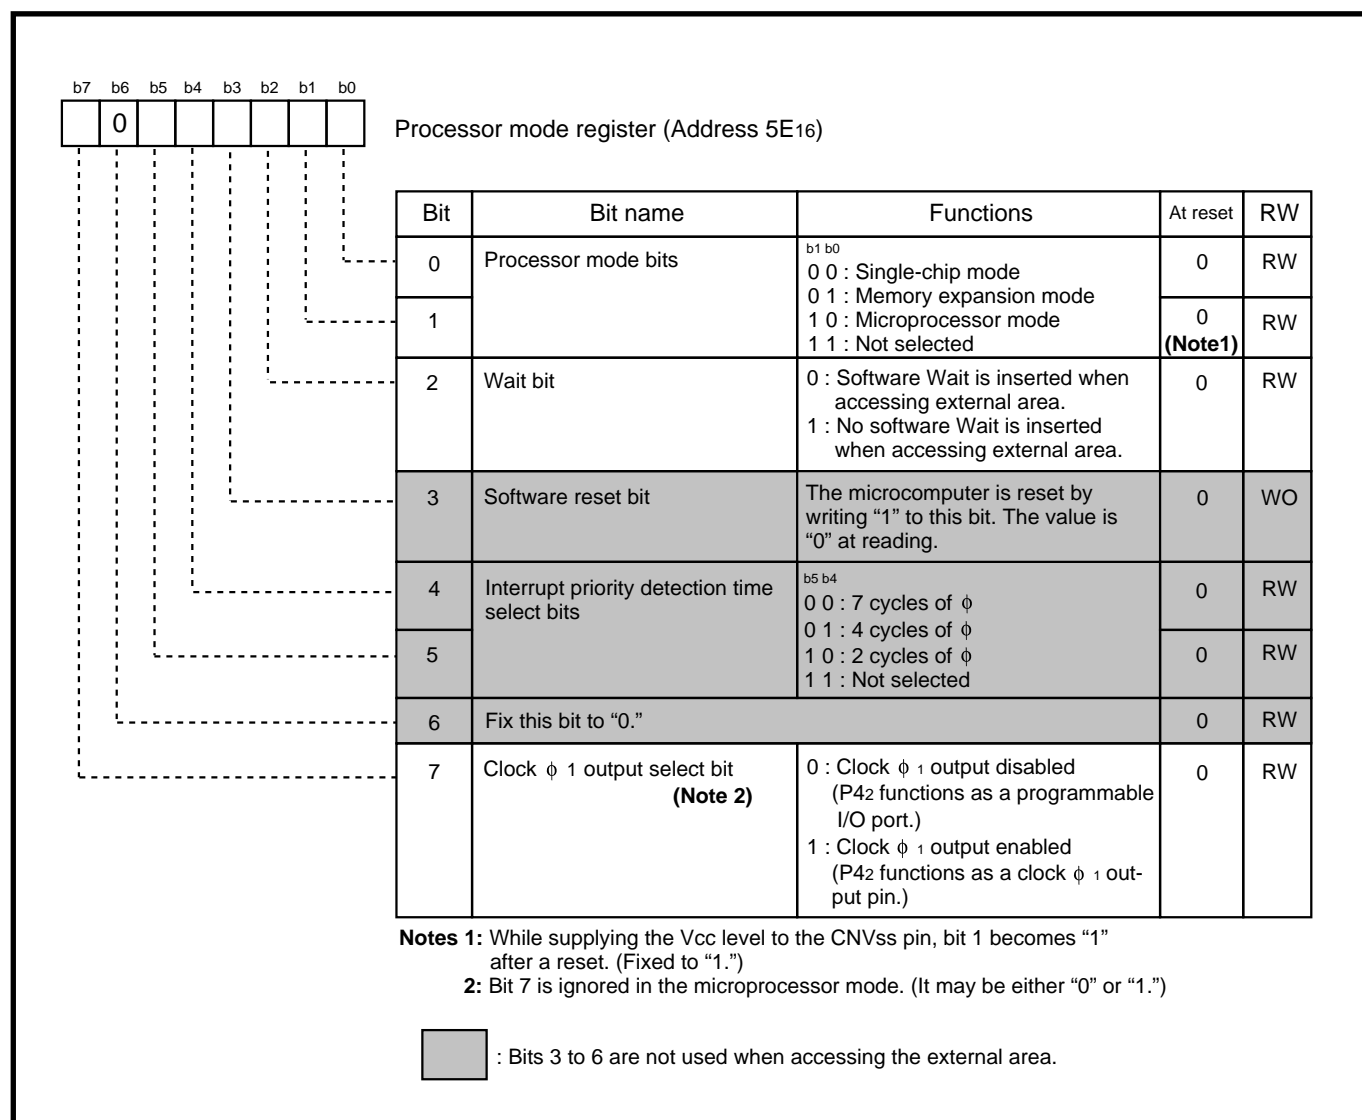 b7 b6 b5 b4 b3 b2 b1 b0
0
Processor mode register (Address 5E16)
Bit Bit name Functions At reset RW
0 Processor mode bits b1 b0 0 RW
0 0 : Single-chip mode
0 1 : Memory expansion mode
1 1 0 : Microprocessor mode 0 RW
1 1 : Not selected (Note1)
2 Wait bit 0 : Software Wait is inserted when 0 RW
accessing external area.
1 : No software Wait is inserted
when accessing external area.
3 Software reset bit The microcomputer is reset by 0 WO
writing “1” to this bit. The value is
“0” at reading.
4 Interrupt priority detection time b5 b4 0 RW
select bits 0 0 : 7 cycles of ϕ
0 1 : 4 cycles of ϕ
5 1 0 : 2 cycles of ϕ 0 RW
1 1 : Not selected
6 Fix this bit to “0.” 0 RW
7 Clock ϕ 1 output select bit 0 : Clock ϕ 1 output disabled 0 RW
(Note 2) (P42 functions as a programmable
I/O port.)
1 : Clock ϕ 1 output enabled
(P42 functions as a clock ϕ 1 out-
put pin.)
Notes 1: While supplying the Vcc level to the CNVss pin, bit 1 becomes “1”
after a reset. (Fixed to “1.”)
2: Bit 7 is ignored in the microprocessor mode. (It may be either “0” or “1.”)
: Bits 3 to 6 are not used when accessing the external area.